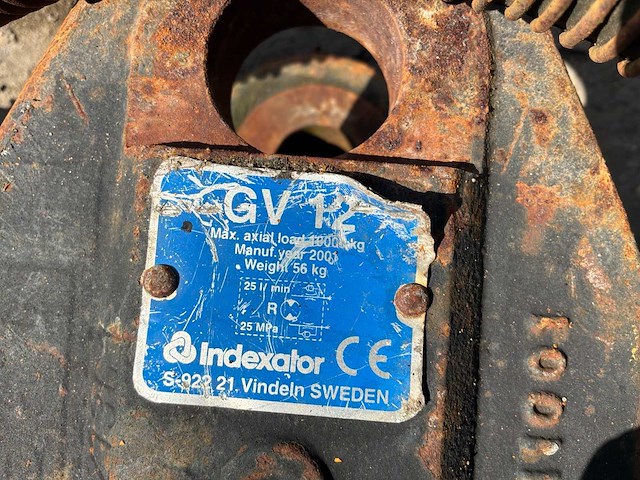 GV 12
Max. axial load 10000 kg
Manuf. year 2001
Weight 56 kg
25 l/min
R
25 MPa
Indexator CE
S-922 21 Vindeln SWEDEN